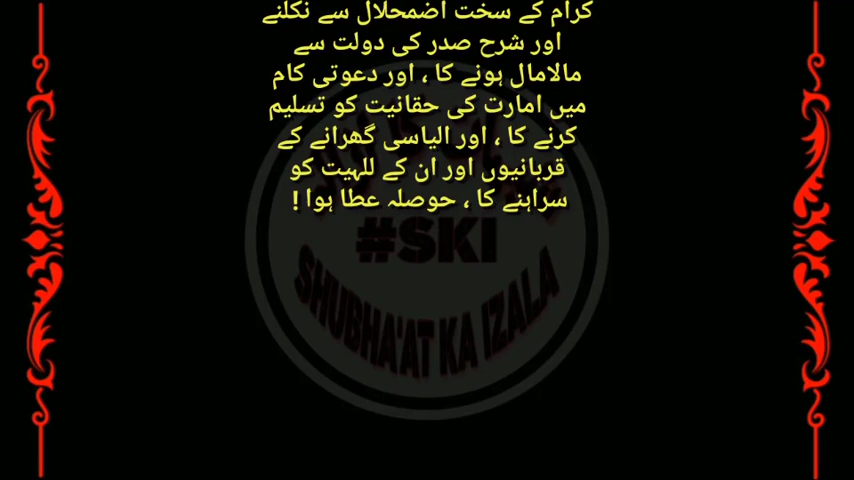 کرام کے سخت اضمحلال سے نکلنے
اور شرح صدر کی دولت سے
مالامال ہونے کا ، اور دعوتی کام
میں امارت کی حقانیت کو تسلیم
کرنے کا ، اور الیاسی گھرانے کے
قربانیوں اور ان کے للہیت کو
سراہنے کا ، حوصلہ عطا ہوا !
#SKI
SHUBHA'AT KA IZALA